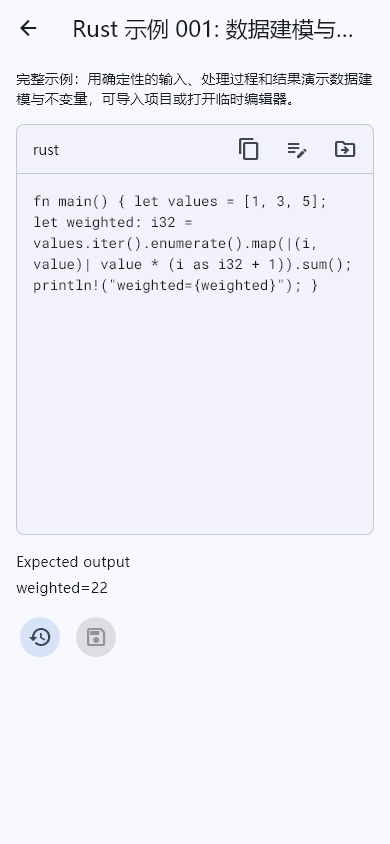 Rust 示例 001: 数据建模与...
完整示例：用确定性的输入、处理过程和结果演示数据建
模与不变量，可导入项目或打开临时编辑器。
rust
fn main() { let values = [1, 3, 5];
let weighted: i32 =
values.iter().enumerate().map(|(i,
value)| value * (i as i32 + 1)).sum();
println!("weighted={weighted}"); }
Expected output
weighted=22